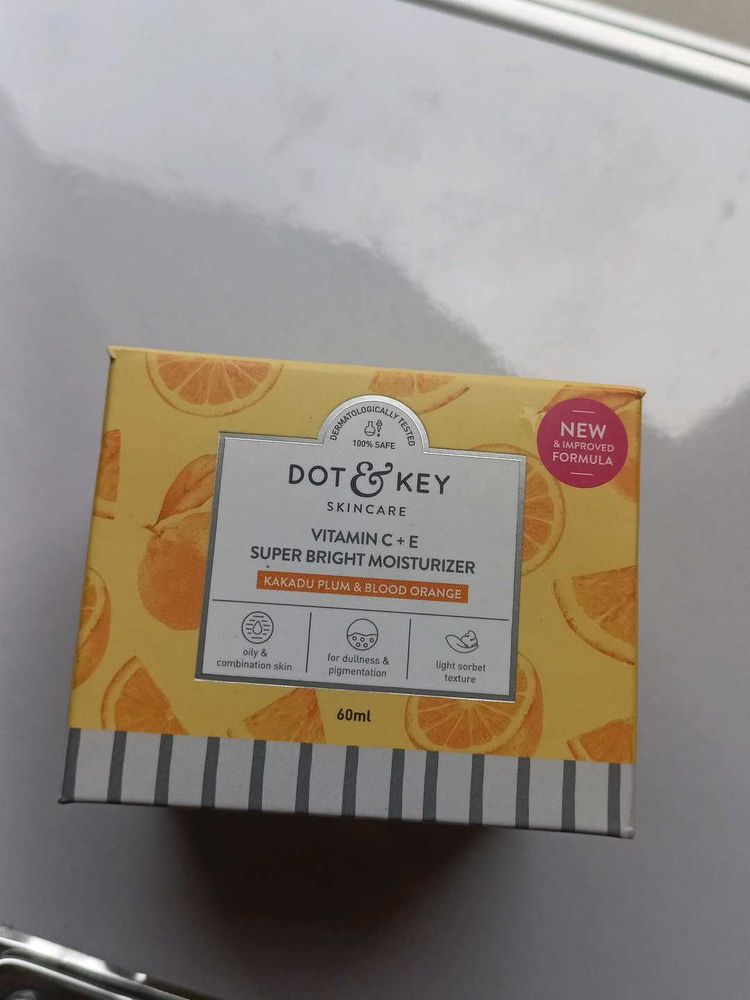 DERMATOLOGICALLY TESTED
100% SAFE
NEW
& IMPROVED
FORMULA
DOT & KEY
SKINCARE
VITAMIN C + E
SUPER BRIGHT MOISTURIZER
KAKADU PLUM & BLOOD ORANGE
oily &
combination skin
for dullness &
pigmentation
light sorbet
texture
60ml